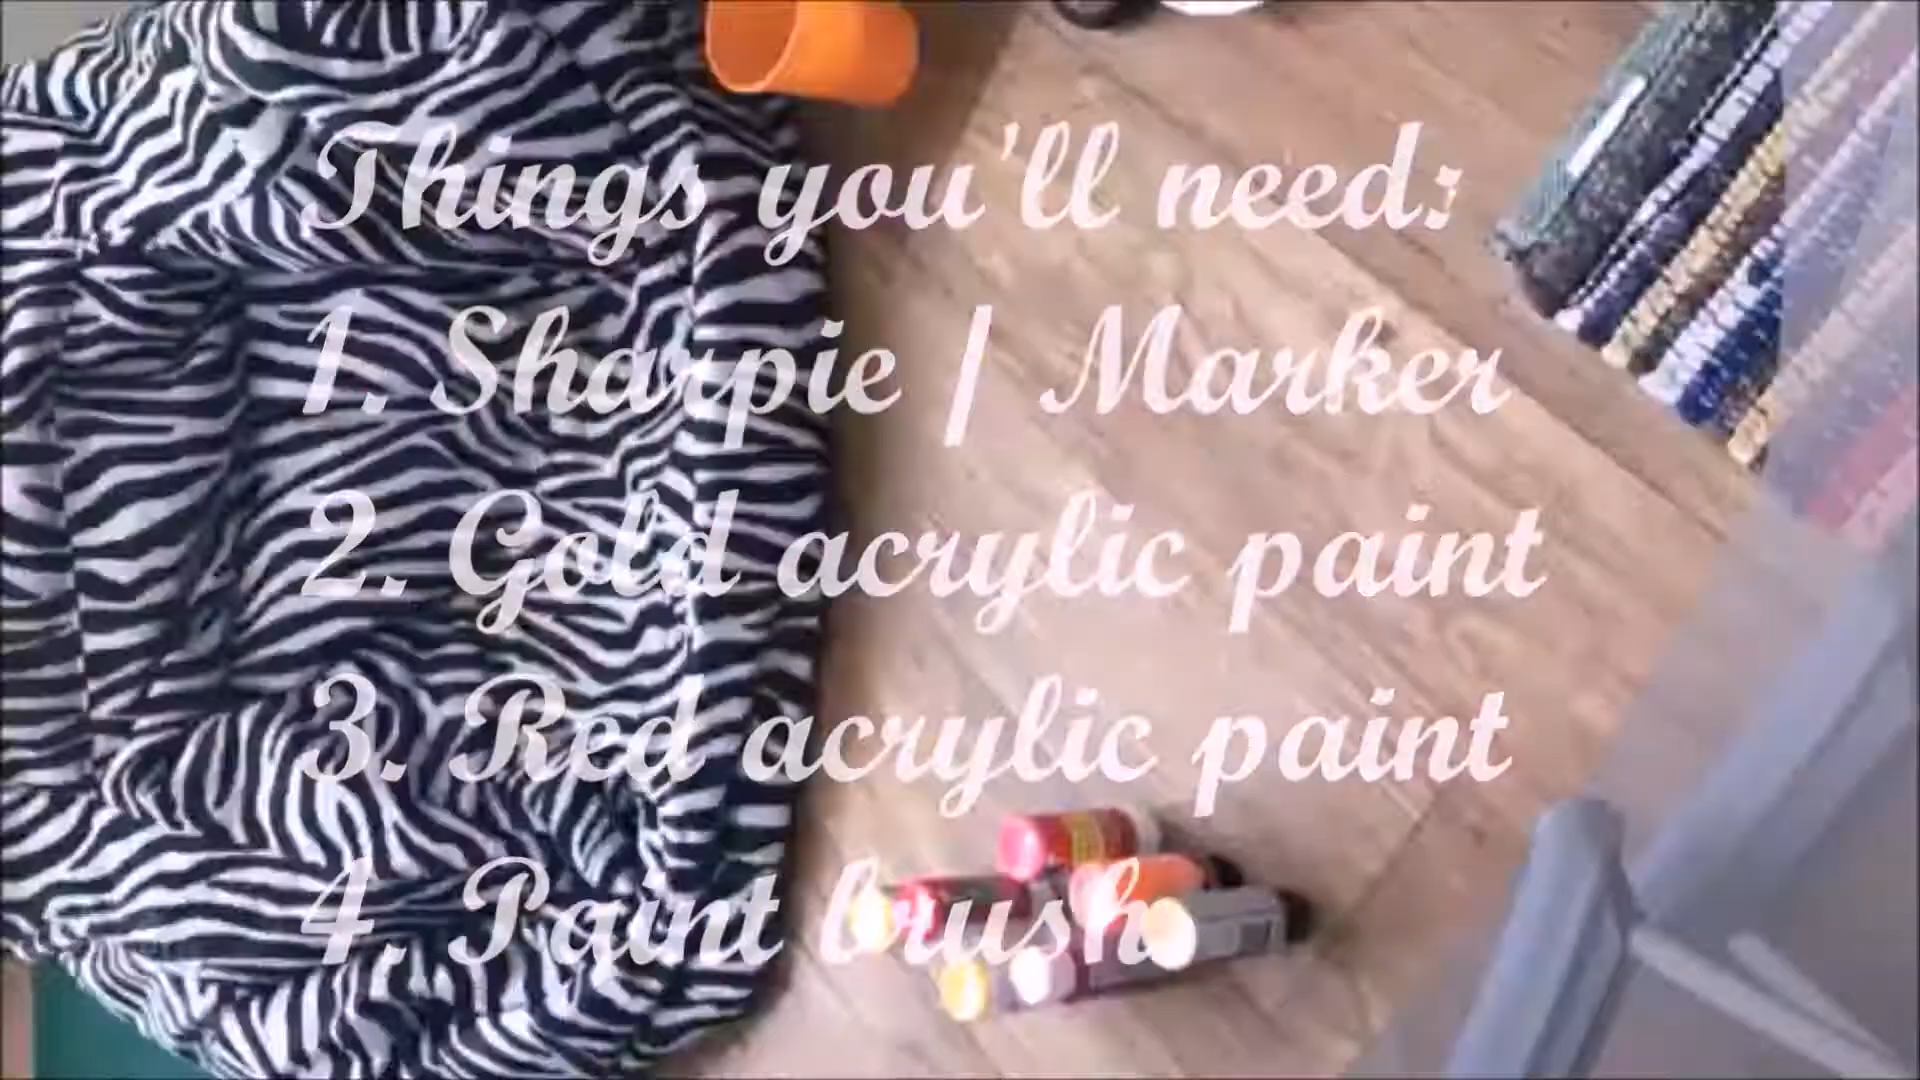 Things you'll need:
1. Sharpie / Marker
2. Gold acrylic paint
3. Red acrylic paint
4. Paint brush